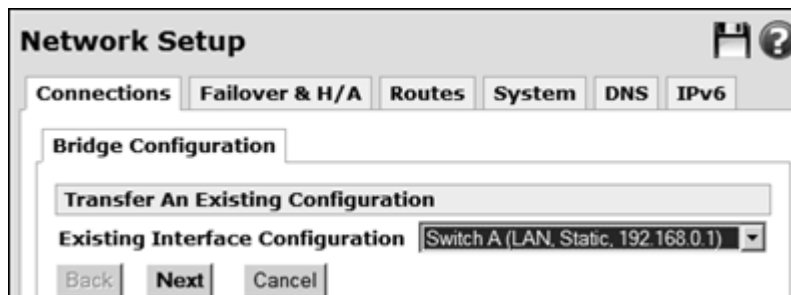 Network Setup
Connections Failover & H/A Routes System DNS IPv6
Bridge Configuration
Transfer An Existing Configuration
Existing Interface Configuration Switch A (LAN, Static, 192.168.0.1)
Back Next Cancel